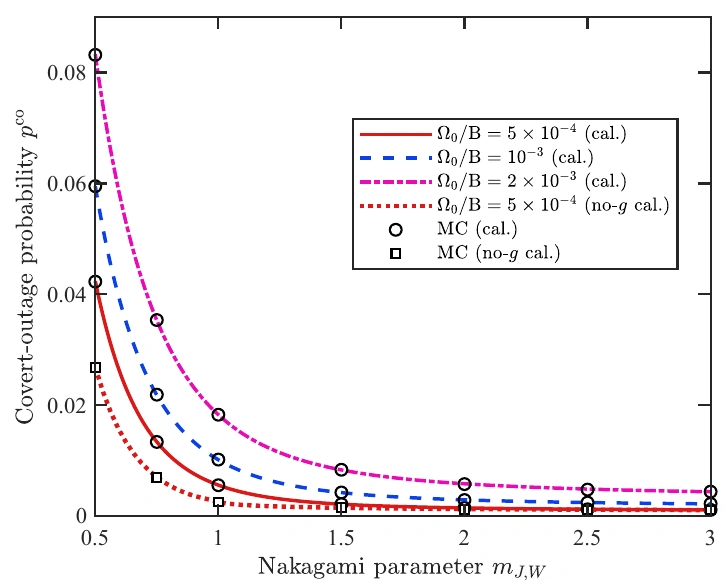 0.08
0.06
0.04
0.02
0
Covert-outage probability p^co
Ω₀/B = 5 × 10⁻⁴ (cal.)
Ω₀/B = 10⁻³ (cal.)
Ω₀/B = 2 × 10⁻³ (cal.)
Ω₀/B = 5 × 10⁻⁴ (no-g cal.)
MC (cal.)
MC (no-g cal.)
0.5 1 1.5 2 2.5 3
Nakagami parameter m_{J,W}